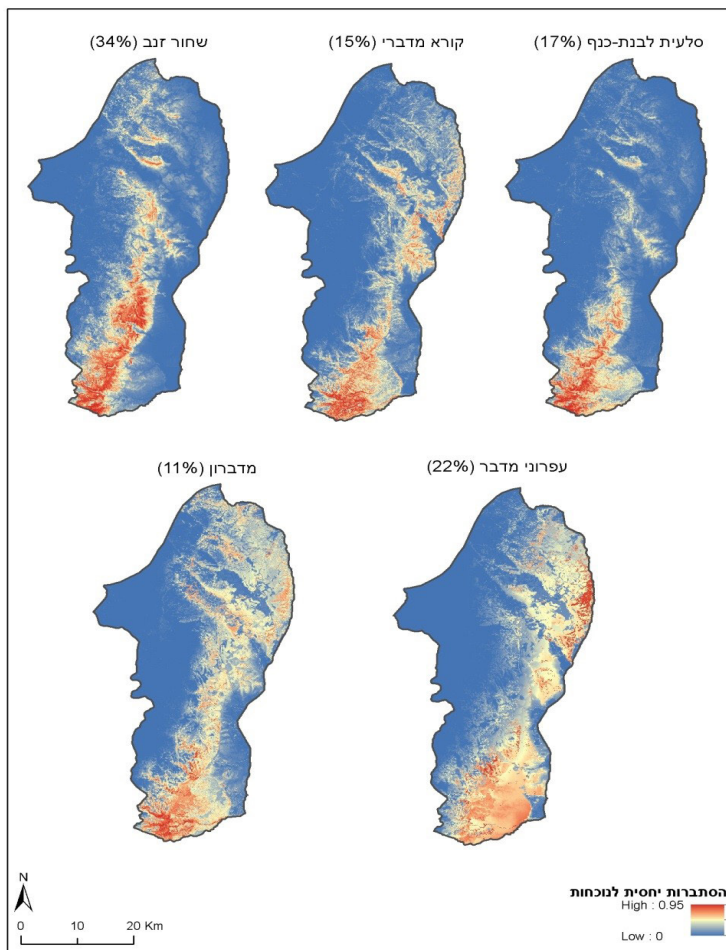 סלעית לבנת-כנף (17%)
קורא מדברי (15%)
שחור זנב (34%)
עפרוני מדבר (22%)
מדברון (11%)
N
0 10 20 Km
הסתברות יחסית לנוכחות
High : 0.95
Low : 0